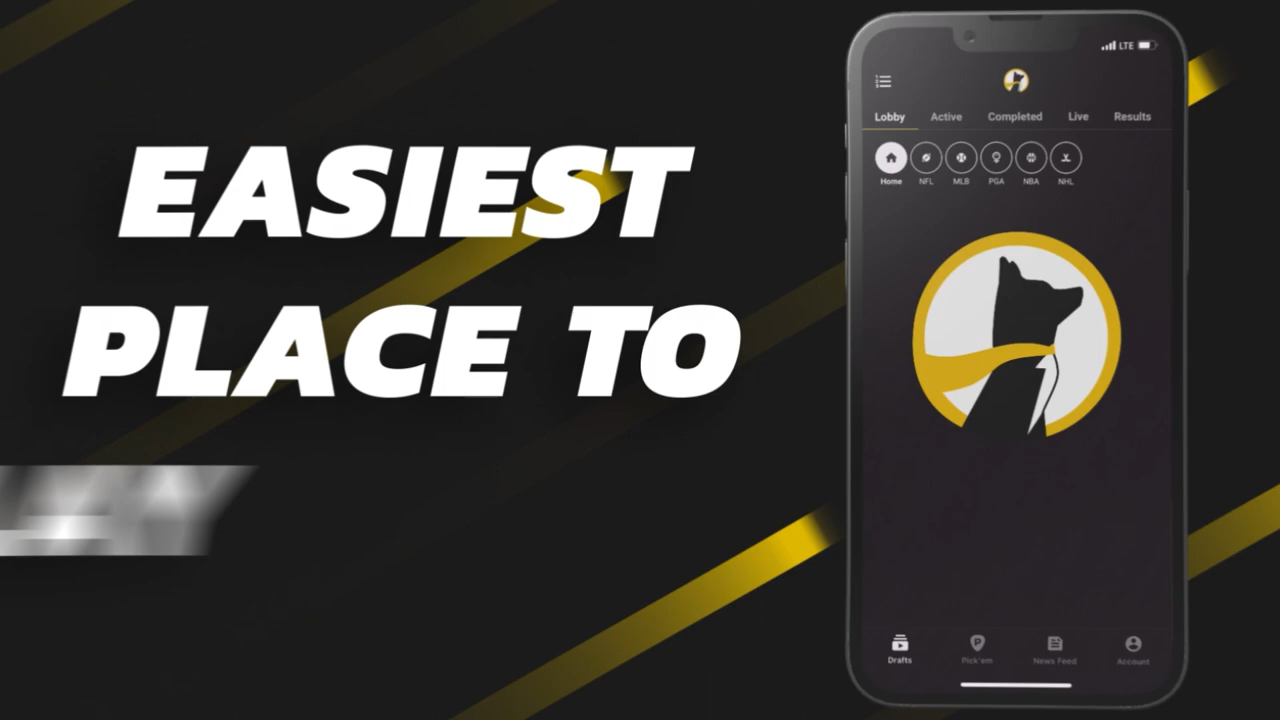 EASIEST
PLACE TO
LTE
Lobby Active Completed Live Results
Home NFL MLB PGA NBA NHL
Drafts Pick'em News Feed Account